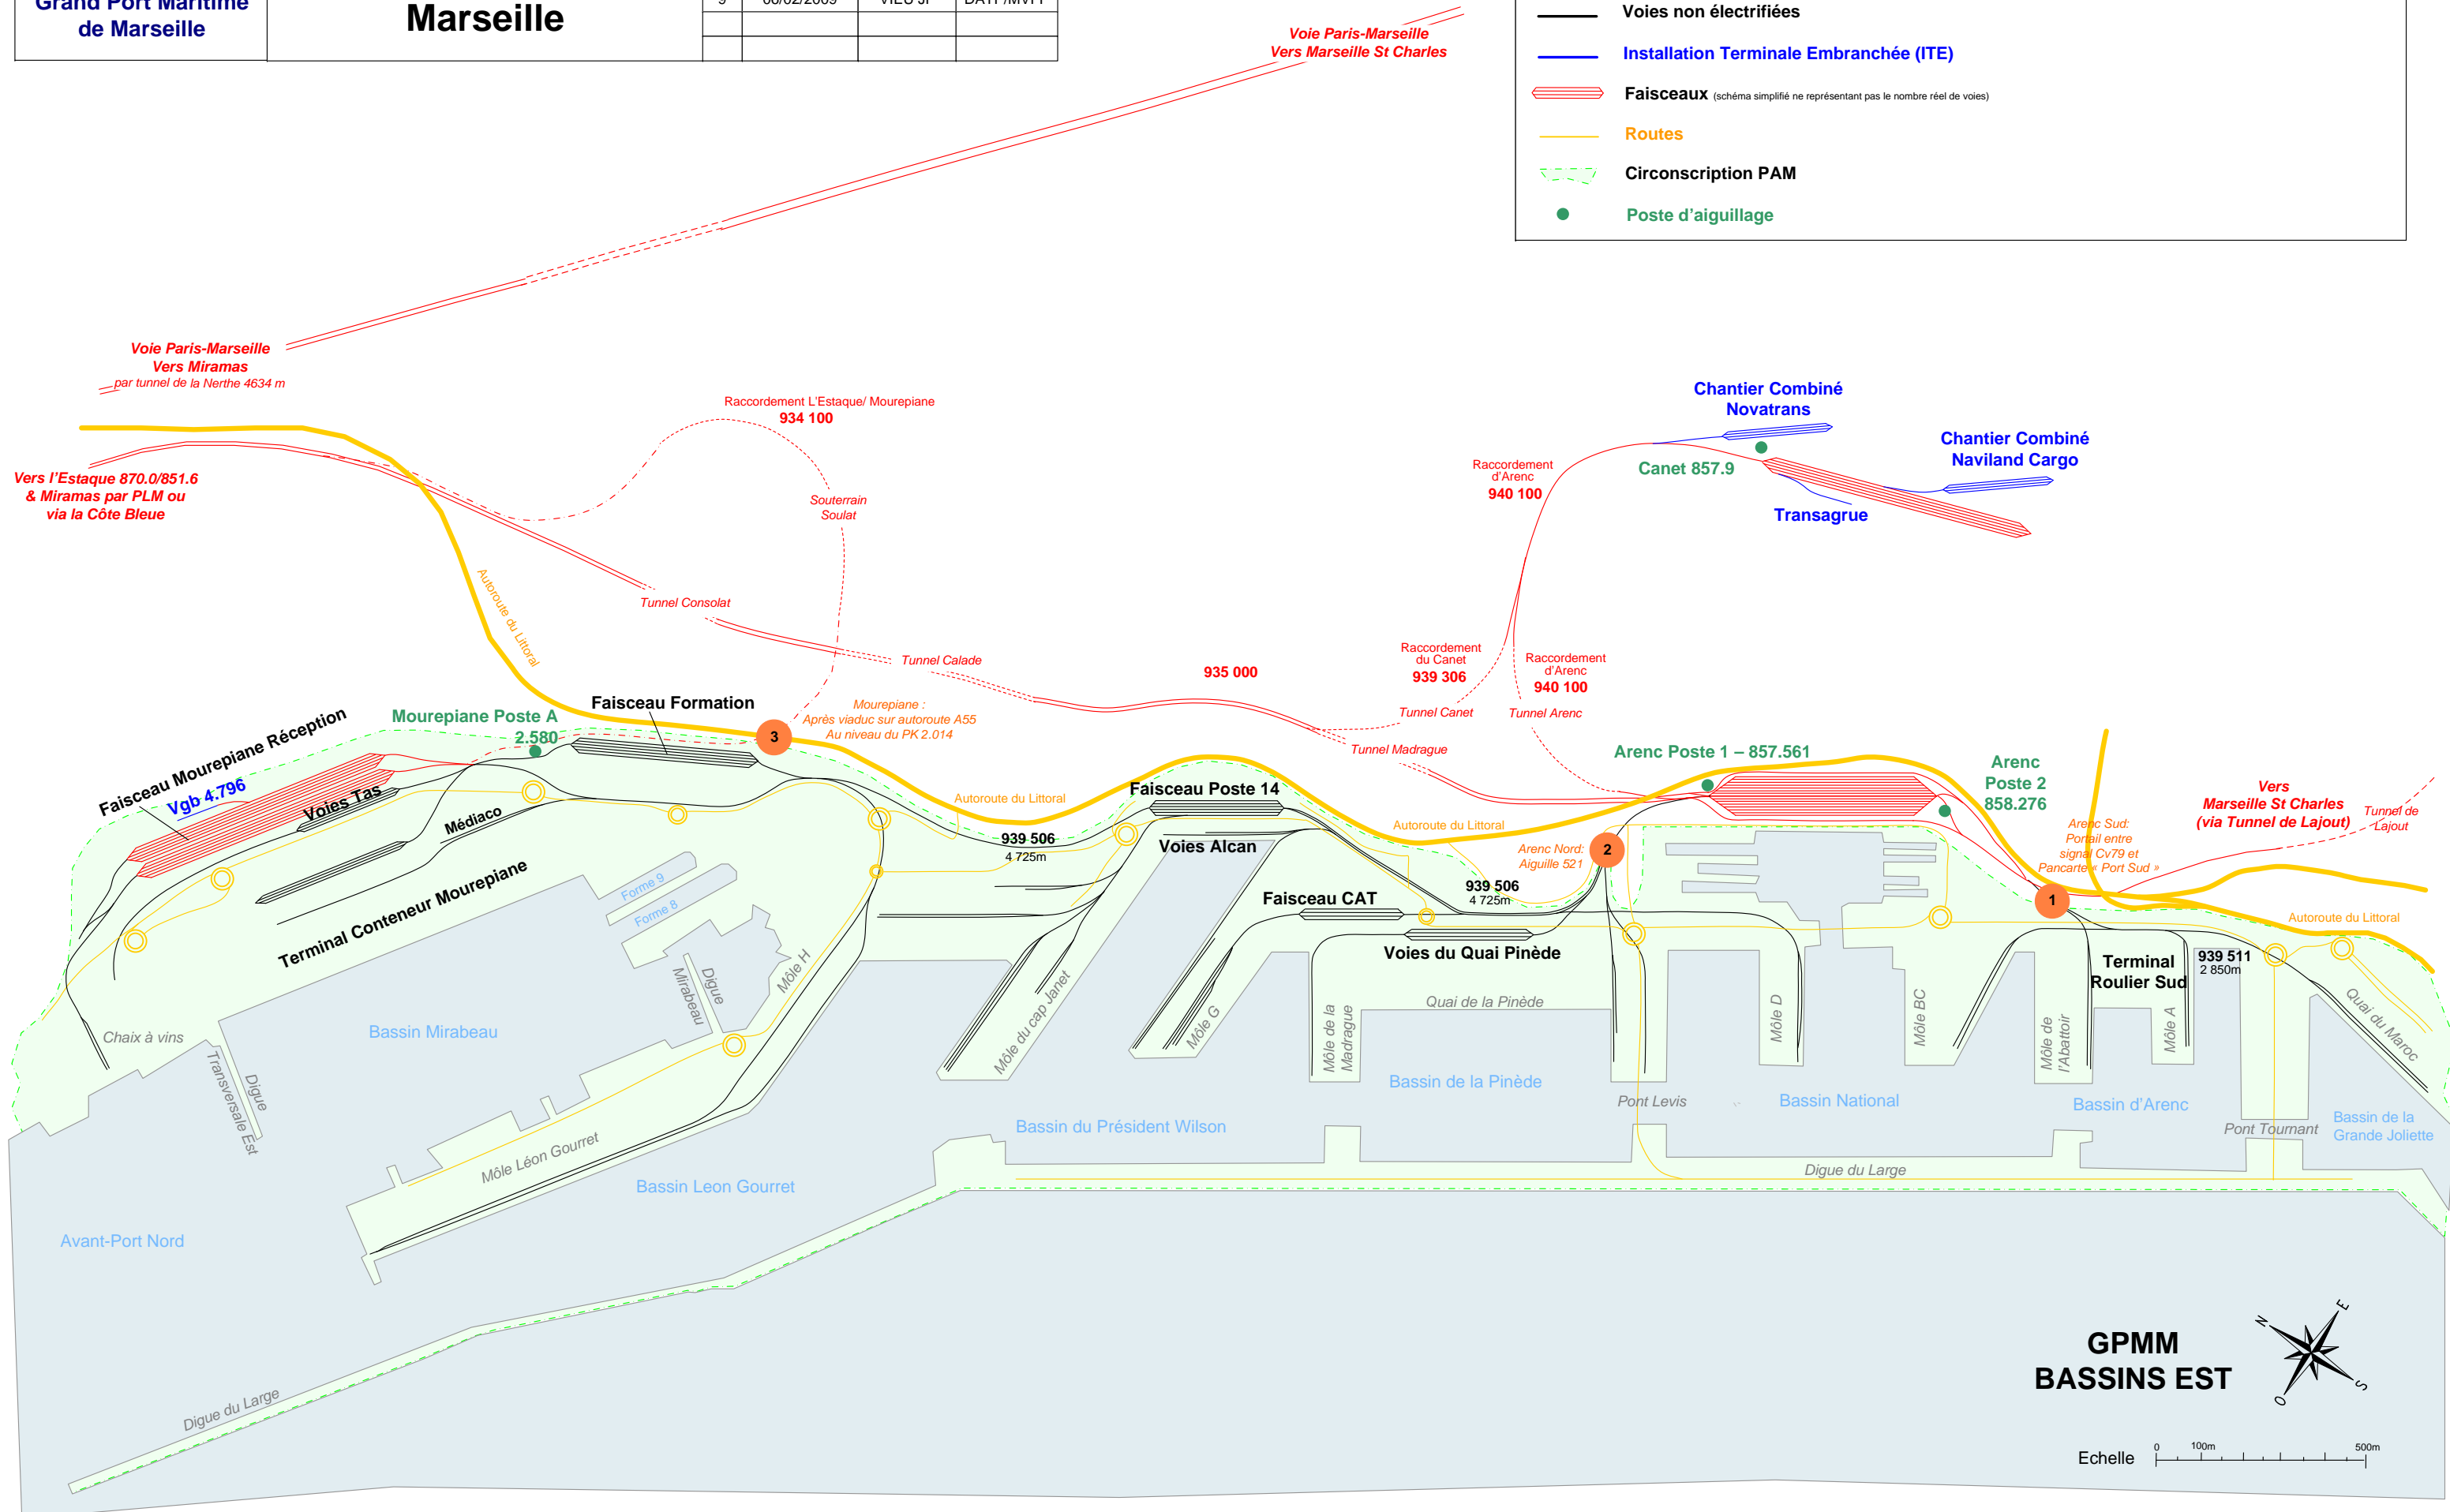 Grand Port Maritime
de Marseille
Marseille
Voies non électrifiées
Installation Terminale Embranchée (ITE)
Faisceaux (schéma simplifié ne représentant pas le nombre réel de voies)
Routes
Circonscription PAM
Poste d'aiguillage
Voie Paris-Marseille
Vers Marseille St Charles
Voie Paris-Marseille
Vers Miramas
par tunnel de la Nerthe 4634 m
Raccordement L'Estaque/ Mourepiane
934 100
Vers l'Estaque 870.0/851.6
& Miramas par PLM ou
via la Côte Bleue
Souterrain
Soulat
Chantier Combiné
Novatrans
Chantier Combiné
Naviland Cargo
Canet 857.9
Transagrue
Raccordement
d'Arenc
940 100
Autoroute du Littoral
Tunnel Consolat
Tunnel Calade
935 000
Raccordement
du Canet
939 306
Raccordement
d'Arenc
940 100
Tunnel Canet
Tunnel Arenc
Tunnel Madrague
Faisceau Mourepiane Réception
Vgb 4.796
Voies Tas
Médiaco
Mourepiane Poste A
2.580
Faisceau Formation
3
Mourepiane :
Après viaduc sur autoroute A55
Au niveau du PK 2.014
Autoroute du Littoral
939 506
4 725m
Faisceau Poste 14
Voies Alcan
Autoroute du Littoral
Arenc Nord:
Aiguille 521
2
Arenc Poste 1 – 857.561
Arenc
Poste 2
858.276
Vers
Marseille St Charles
(via Tunnel de Lajout)
Tunnel de
Lajout
Arenc Sud:
Portail entre
signal Cv79 et
Pancarte « Port Sud »
1
Autoroute du Littoral
Faisceau CAT
939 506
4 725m
Voies du Quai Pinède
Terminal
Roulier Sud
939 511
2 850m
Terminal Conteneur Mourepiane
Forme 9
Forme 8
Digue
Mirabeau
Môle H
Chaix à vins
Digue
Transversale Est
Bassin Mirabeau
Môle Léon Gourret
Bassin Leon Gourret
Avant-Port Nord
Digue du Large
Môle du cap Janet
Bassin du Président Wilson
Môle G
Môle de la
Madrague
Quai de la Pinède
Bassin de la Pinède
Pont Levis
Môle D
Bassin National
Môle BC
Môle de
l'Abattoir
Môle A
Bassin d'Arenc
Pont Tournant
Quai du Maroc
Bassin de la
Grande Joliette
Digue du Large
GPMM
BASSINS EST
N
E
S
O
Echelle
0 100m 500m